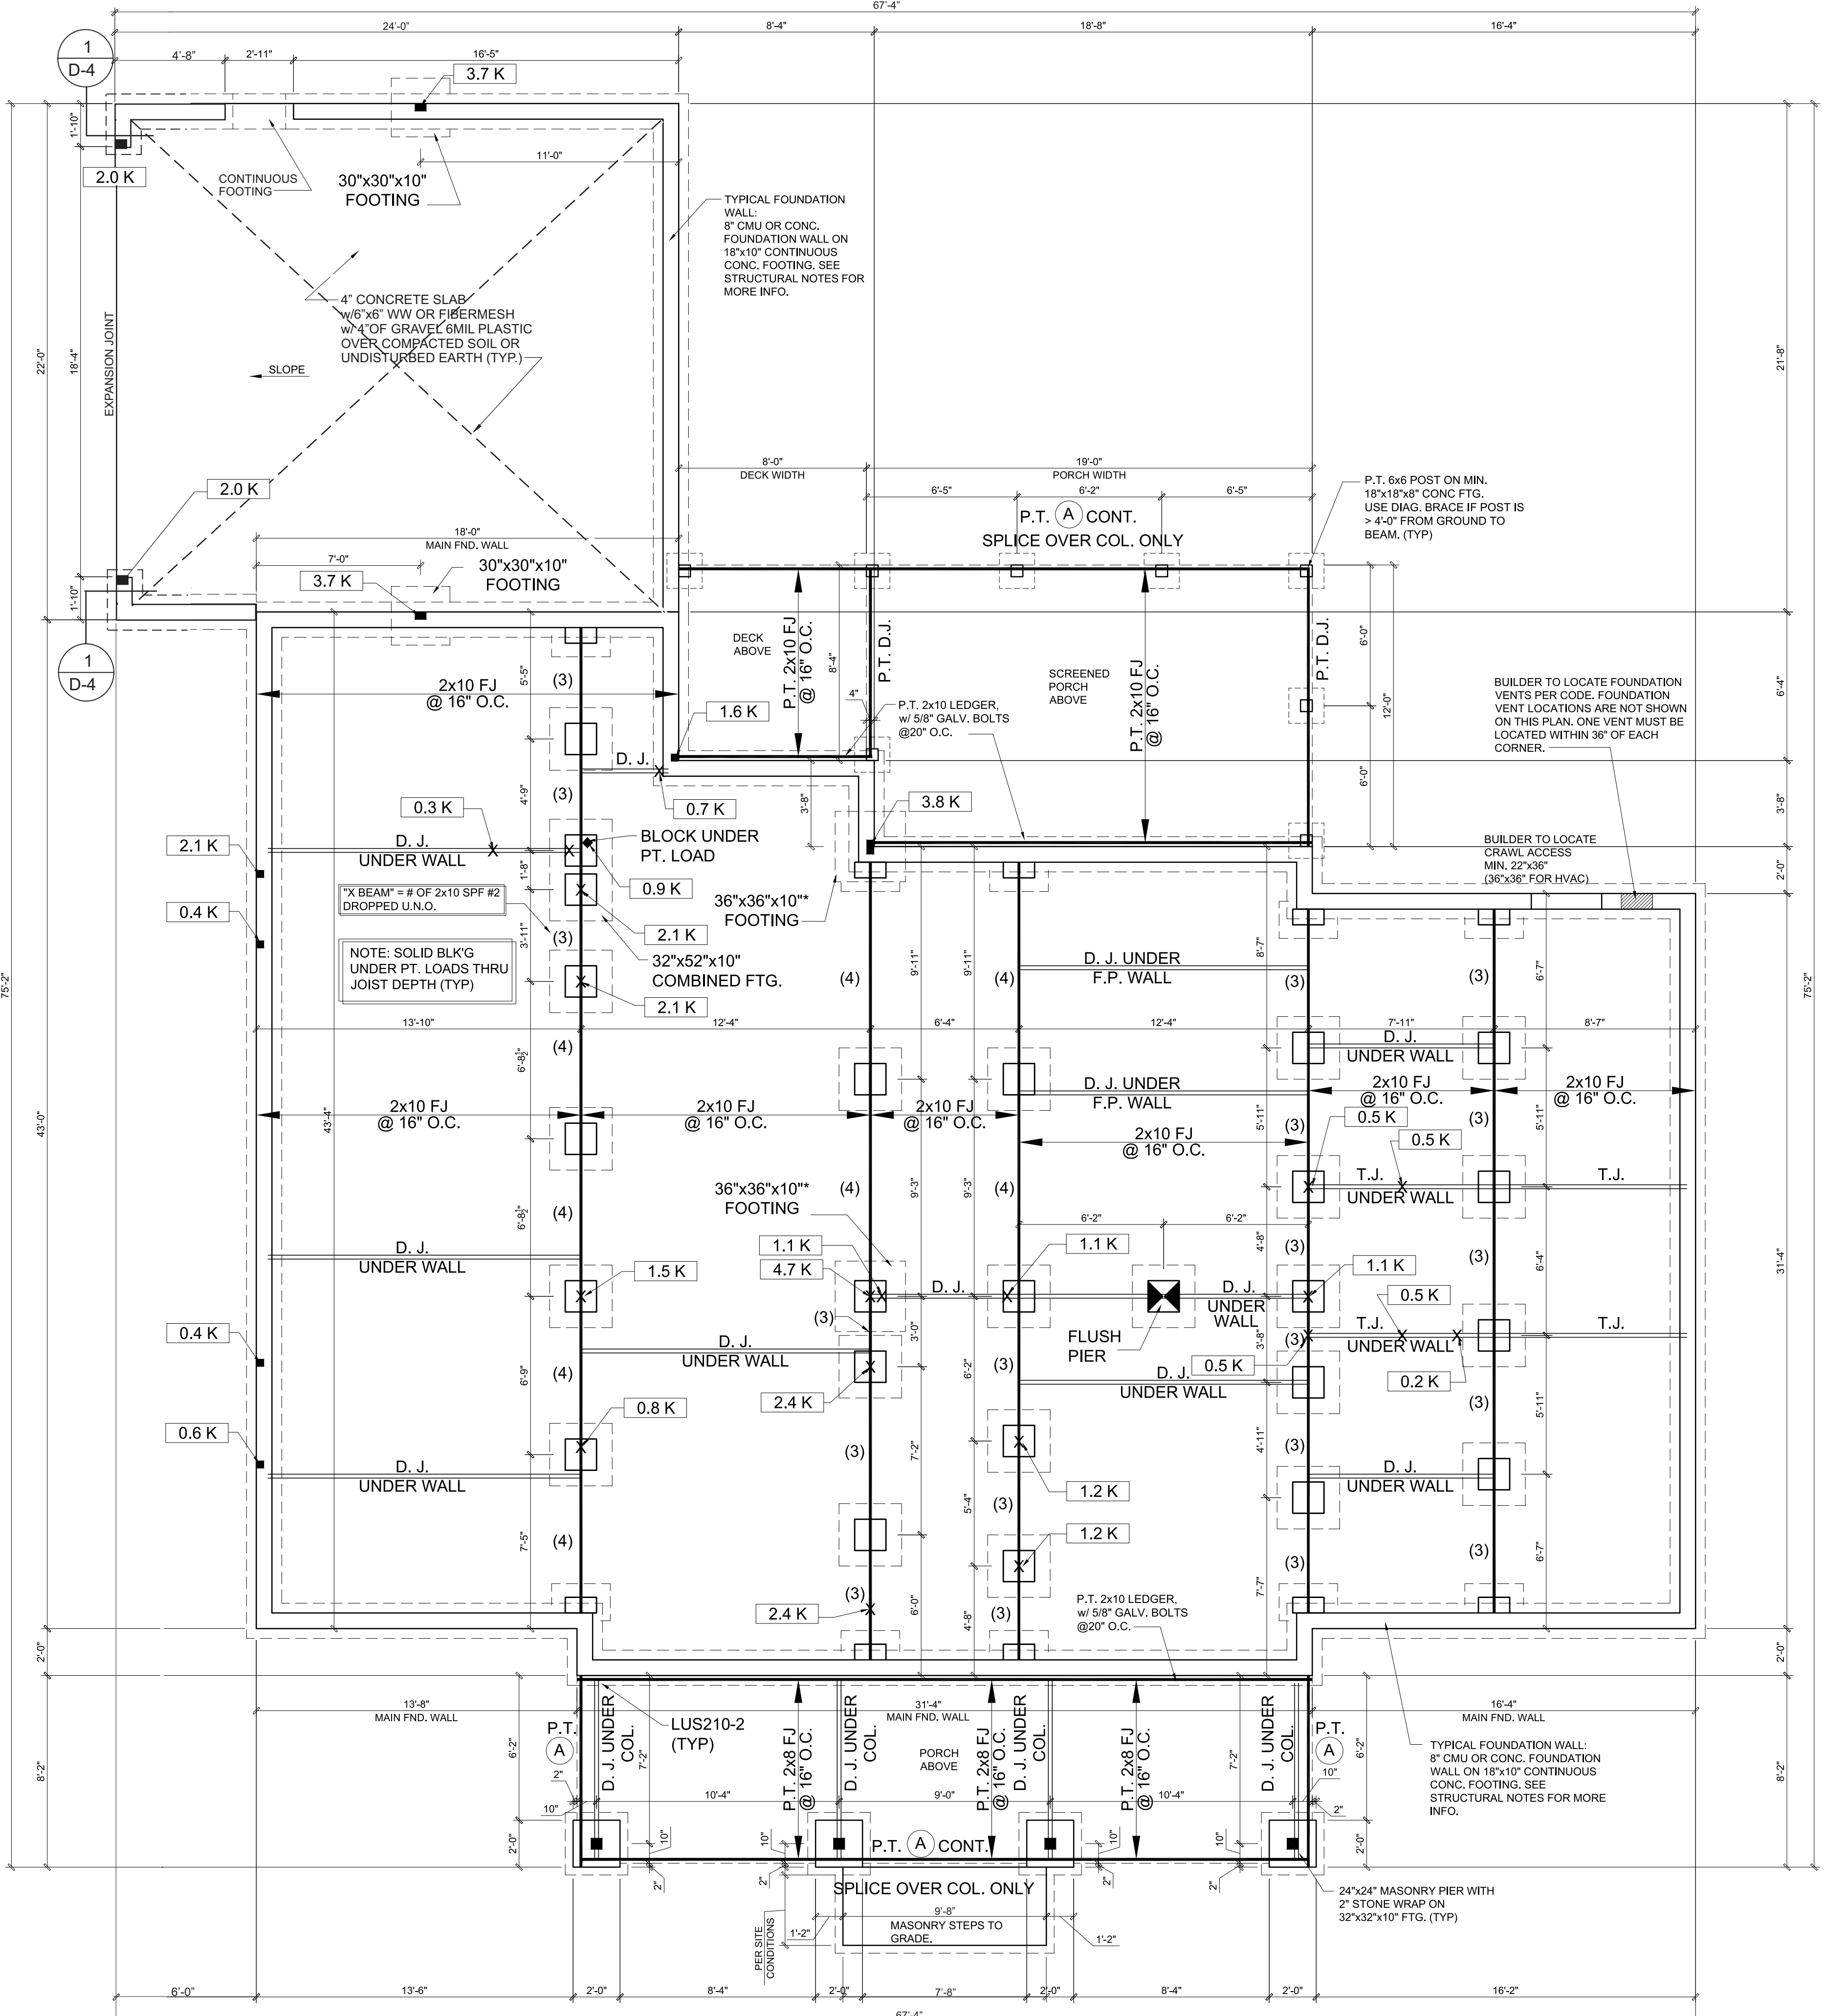 67'-4"
24'-0"
8'-4"
18'-8"
16'-4"
1
D-4
4'-8"
2'-11"
16'-5"
3.7 K
1'-10"
2.0 K
CONTINUOUS
FOOTING
30"x30"x10"
FOOTING
11'-0"
TYPICAL FOUNDATION
WALL:
8" CMU OR CONC.
FOUNDATION WALL ON
18"x10" CONTINUOUS
CONC. FOOTING. SEE
STRUCTURAL NOTES FOR
MORE INFO.
4" CONCRETE SLAB
w/6"x6" WW OR FIBERMESH
w/ 4"OF GRAVEL 6MIL PLASTIC
OVER COMPACTED SOIL OR
UNDISTURBED EARTH (TYP.)
22'-0"
18'-4"
EXPANSION JOINT
SLOPE
21'-8"
2.0 K
8'-0"
DECK WIDTH
19'-0"
PORCH WIDTH
6'-5"
6'-2"
6'-5"
P.T. A CONT.
SPLICE OVER COL. ONLY
P.T. 6x6 POST ON MIN.
18"x18"x8" CONC FTG.
USE DIAG. BRACE IF POST IS
> 4'-0" FROM GROUND TO
BEAM. (TYP)
18'-0"
MAIN FND. WALL
7'-0"
3.7 K
30"x30"x10"
FOOTING
1'-10"
1
D-4
5'-5"
(3)
2x10 FJ
@ 16" O.C.
DECK
ABOVE
P.T. 2x10 FJ
@ 16" O.C.
8'-4"
P.T. D.J.
4"
SCREENED
PORCH
ABOVE
P.T. 2x10 FJ
@ 16" O.C.
P.T. D.J.
6'-0"
12'-0"
6'-0"
6'-4"
BUILDER TO LOCATE FOUNDATION
VENTS PER CODE. FOUNDATION
VENT LOCATIONS ARE NOT SHOWN
ON THIS PLAN. ONE VENT MUST BE
LOCATED WITHIN 36" OF EACH
CORNER.
1.6 K
P.T. 2x10 LEDGER,
w/ 5/8" GALV. BOLTS
@20" O.C.
D. J.
4'-9"
(3)
0.3 K
0.7 K
3'-8"
3.8 K
3'-8"
2.1 K
D. J.
UNDER WALL
BLOCK UNDER
PT. LOAD
BUILDER TO LOCATE
CRAWL ACCESS
MIN. 22"x36"
(36"x36" FOR HVAC)
2'-0"
1'-8"
0.9 K
"X BEAM" = # OF 2x10 SPF #2
DROPPED U.N.O.
36"x36"x10"*
FOOTING
0.4 K
3'-11"
(3)
2.1 K
32"x52"x10"
COMBINED FTG.
NOTE: SOLID BLK'G
UNDER PT. LOADS THRU
JOIST DEPTH (TYP)
2.1 K
9'-11"
(4)
9'-11"
(4)
D. J. UNDER
F.P. WALL
8'-7"
(3)
(3)
6'-7"
75'-2"
75'-2"
13'-10"
12'-4"
6'-4"
12'-4"
7'-11"
8'-7"
6'-8½"
(4)
D. J.
UNDER WALL
D. J. UNDER
F.P. WALL
2x10 FJ
@ 16" O.C.
2x10 FJ
@ 16" O.C.
2x10 FJ
@ 16" O.C.
2x10 FJ
@ 16" O.C.
2x10 FJ
@ 16" O.C.
2x10 FJ
@ 16" O.C.
43'-0"
43'-4"
5'-11"
(3)
0.5 K
0.5 K
(3)
5'-11"
T.J.
UNDER WALL
T.J.
36"x36"x10"*
FOOTING
(4)
9'-3"
9'-3"
(4)
6'-8½"
(4)
6'-2"
6'-2"
4'-8"
(3)
(3)
6'-4"
31'-4"
D. J.
UNDER WALL
1.5 K
1.1 K
4.7 K
1.1 K
D. J.
D. J.
UNDER
WALL
1.1 K
0.5 K
(3)
3'-0"
FLUSH
PIER
3'-8"
(3)
T.J.
UNDER WALL
T.J.
0.4 K
D. J.
UNDER WALL
6'-9"
(4)
6'-2"
(3)
0.5 K
D. J.
UNDER WALL
0.2 K
2.4 K
0.8 K
0.6 K
D. J.
UNDER WALL
(3)
7'-2"
4'-11"
(3)
(3)
5'-11"
D. J.
UNDER WALL
1.2 K
5'-4"
(3)
1.2 K
7'-5"
(4)
(3)
6'-0"
2.4 K
4'-8"
(3)
7'-7"
(3)
(3)
6'-7"
P.T. 2x10 LEDGER,
w/ 5/8" GALV. BOLTS
@20" O.C.
2'-0"
2'-0"
13'-8"
MAIN FND. WALL
31'-4"
MAIN FND. WALL
16'-4"
MAIN FND. WALL
P.T.
A
6'-2"
2"
10"
D. J. UNDER
COL.
7'-2"
LUS210-2
(TYP)
P.T. 2x8 FJ
@ 16" O.C.
D. J. UNDER
COL.
PORCH
ABOVE
P.T. 2x8 FJ
@ 16" O.C.
D. J. UNDER
COL.
P.T. 2x8 FJ
@ 16" O.C.
7'-2"
D. J. UNDER
COL.
P.T.
A
6'-2"
10"
2"
TYPICAL FOUNDATION WALL:
8" CMU OR CONC. FOUNDATION
WALL ON 18"x10" CONTINUOUS
CONC. FOOTING. SEE
STRUCTURAL NOTES FOR MORE
INFO.
8'-2"
8'-2"
10'-4"
9'-0"
10'-4"
2'-0"
10"
2"
10"
2"
P.T. A CONT.
SPLICE OVER COL. ONLY
10"
2"
10"
2"
2'-0"
24"x24" MASONRY PIER WITH
2" STONE WRAP ON
32"x32"x10" FTG. (TYP)
PER SITE
CONDITIONS
1'-2"
9'-8"
MASONRY STEPS TO
GRADE.
1'-2"
6'-0"
13'-6"
2'-0"
8'-4"
2'-0"
7'-8"
2'-0"
8'-4"
2'-0"
16'-2"
67'-4"